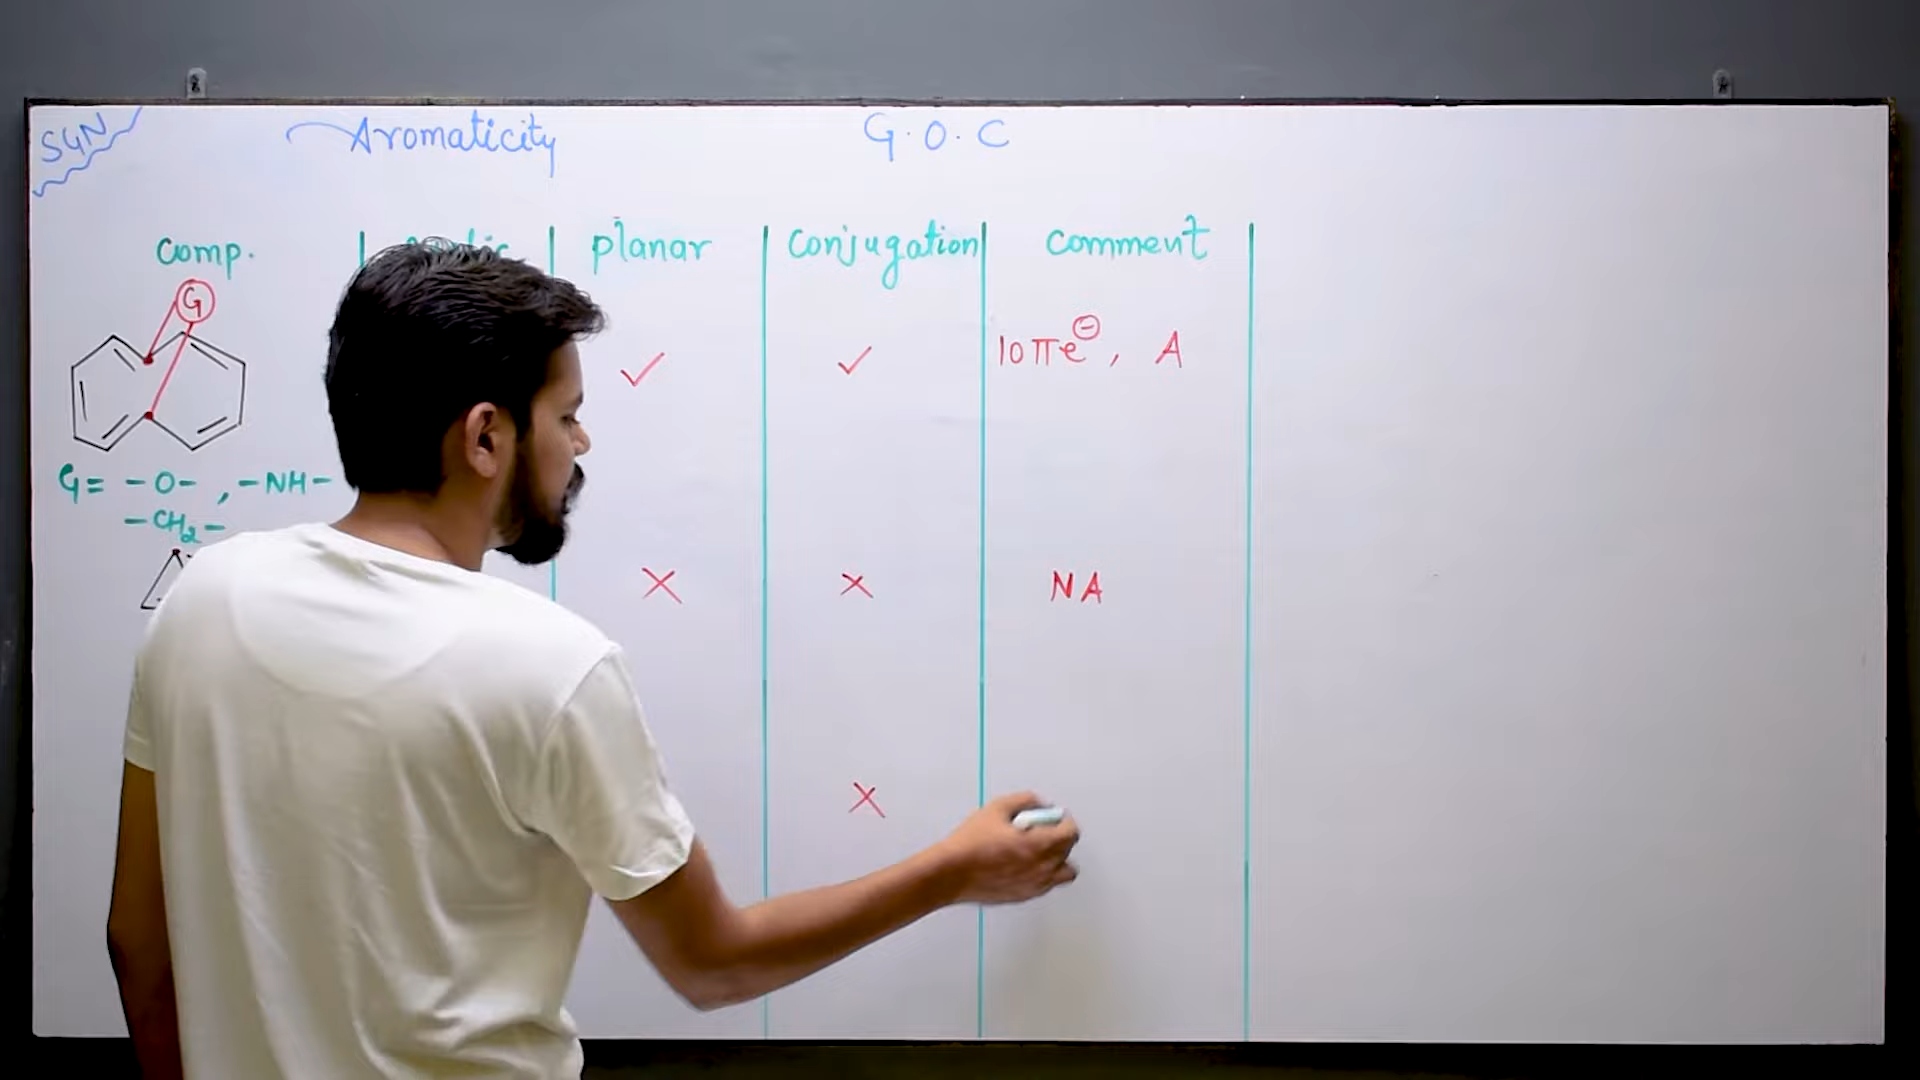 SGN
Aromaticity G.O.C
Comp. planar conjugation comment
G
✓ ✓ 10πe⊖, A
G= -O-, -NH-
-CH₂-
× × NA
×